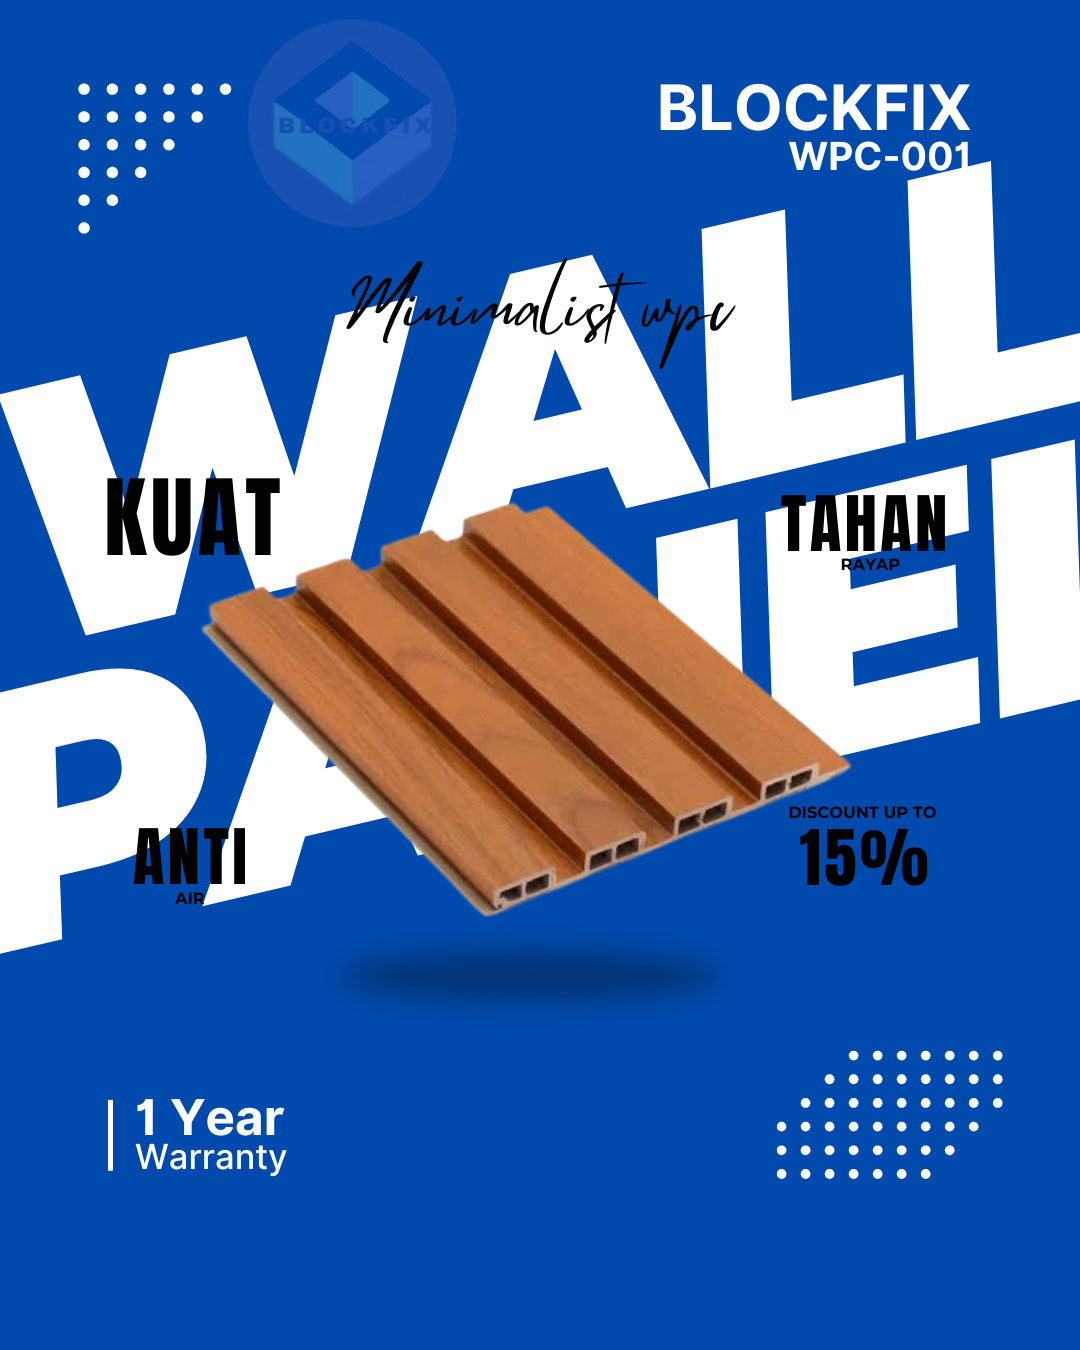 BLOCKFIX
BLOCKFIX
WPC-001
Minimalist wpc
WALL
PANEL
KUAT
TAHAN
RAYAP
ANTI
AIR
DISCOUNT UP TO
15%
1 Year
Warranty